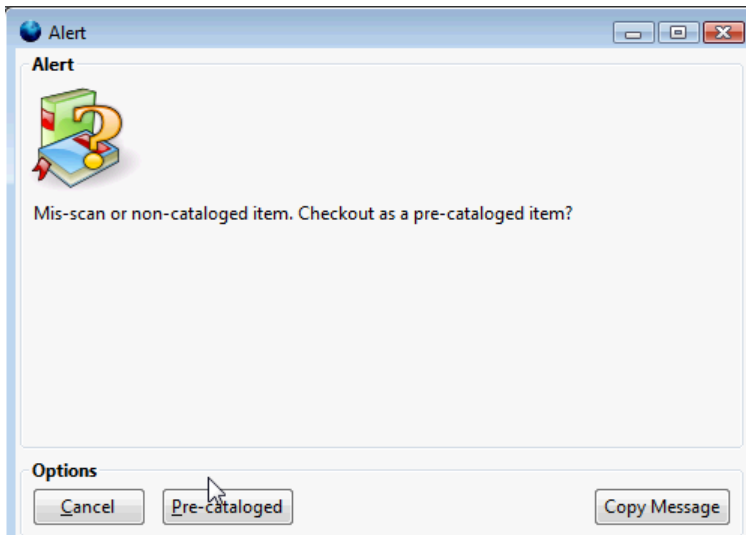 Alert
Alert
Mis-scan or non-cataloged item. Checkout as a pre-cataloged item?
Options
Cancel Pre-cataloged Copy Message